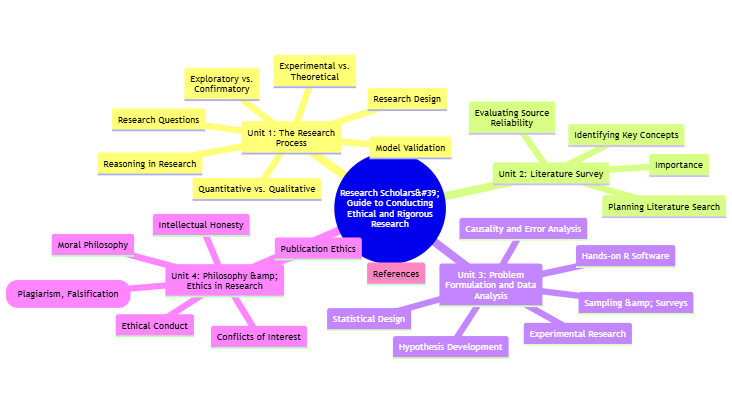 Research Scholars&#39;
Guide to Conducting
Ethical and Rigorous
Research
Unit 1: The Research
Process
Experimental vs.
Theoretical
Exploratory vs.
Confirmatory
Research Design
Research Questions
Model Validation
Reasoning in Research
Quantitative vs. Qualitative
Unit 2: Literature Survey
Evaluating Source
Reliability
Identifying Key Concepts
Importance
Planning Literature Search
Unit 3: Problem
Formulation and Data
Analysis
Causality and Error Analysis
Hands-on R Software
Sampling &amp; Surveys
Experimental Research
Hypothesis Development
Statistical Design
Unit 4: Philosophy &amp;
Ethics in Research
Intellectual Honesty
Moral Philosophy
Publication Ethics
Plagiarism, Falsification
Ethical Conduct
Conflicts of Interest
References